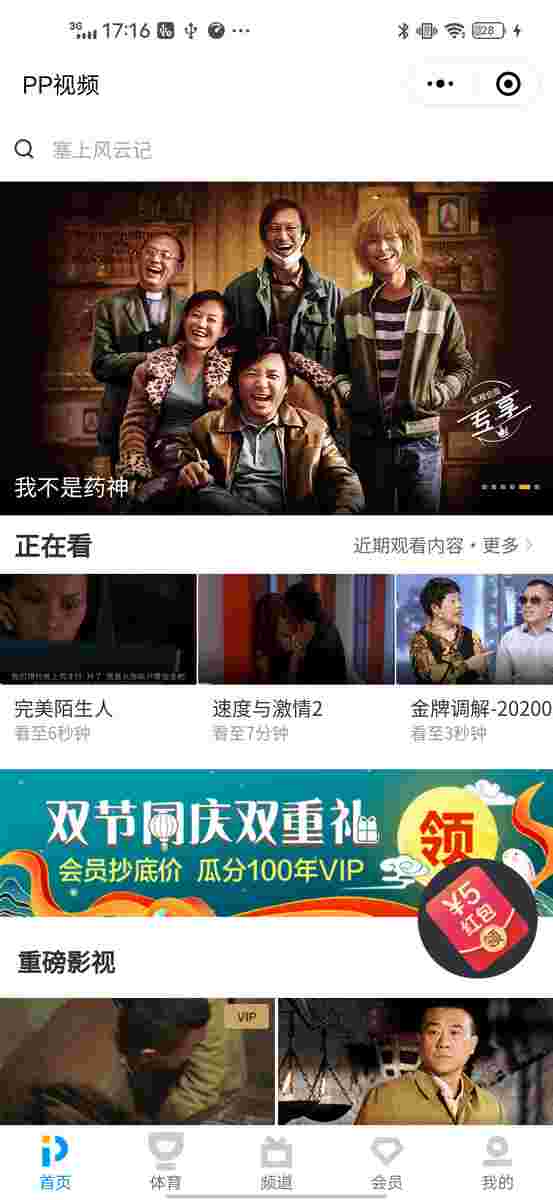 3G 17:16 28
PP视频
塞上风云记
影视会员
专享
我不是药神
正在看
近期观看内容·更多
完美陌生人
速度与激情2
金牌调解-20200
看至6秒钟
看至7分钟
看至3秒钟
双节同庆双重礼
会员抄底价 瓜分100年VIP
领
¥5
红包
重磅影视
VIP
首页
体育
频道
会员
我的